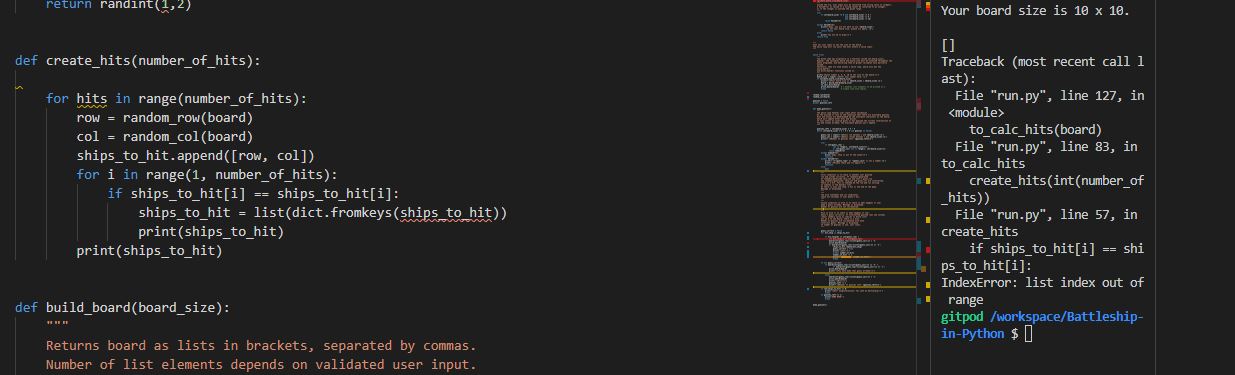 return randint(1,2)
def create_hits(number_of_hits):
for hits in range(number_of_hits):
row = random_row(board)
col = random_col(board)
ships_to_hit.append([row, col])
for i in range(1, number_of_hits):
if ships_to_hit[i] == ships_to_hit[i]:
ships_to_hit = list(dict.fromkeys(ships_to_hit))
print(ships_to_hit)
print(ships_to_hit)
def build_board(board_size):
"""
Returns board as lists in brackets, separated by commas.
Number of list elements depends on validated user input.
Your board size is 10 x 10.
[]
Traceback (most recent call l
ast):
File "run.py", line 127, in
<module>
to_calc_hits(board)
File "run.py", line 83, in
to_calc_hits
create_hits(int(number_of
_hits))
File "run.py", line 57, in
create_hits
if ships_to_hit[i] == shi
ps_to_hit[i]:
IndexError: list index out of
range
gitpod /workspace/Battleship-
in-Python $